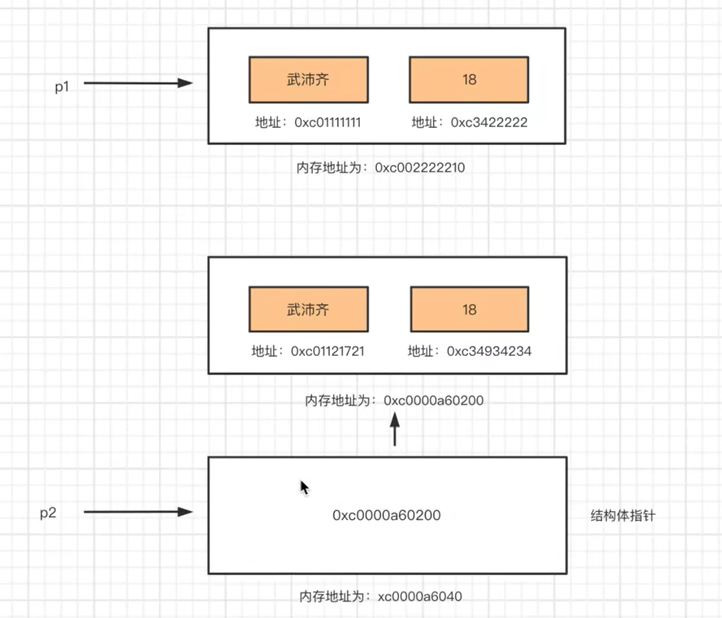 武沛齐 18
p1
地址：0xc01111111 地址：0xc3422222
内存地址为：0xc002222210
武沛齐 18
地址：0xc01121721 地址：0xc34934234
内存地址为：0xc0000a60200
p2 0xc0000a60200 结构体指针
内存地址为：xc0000a6040